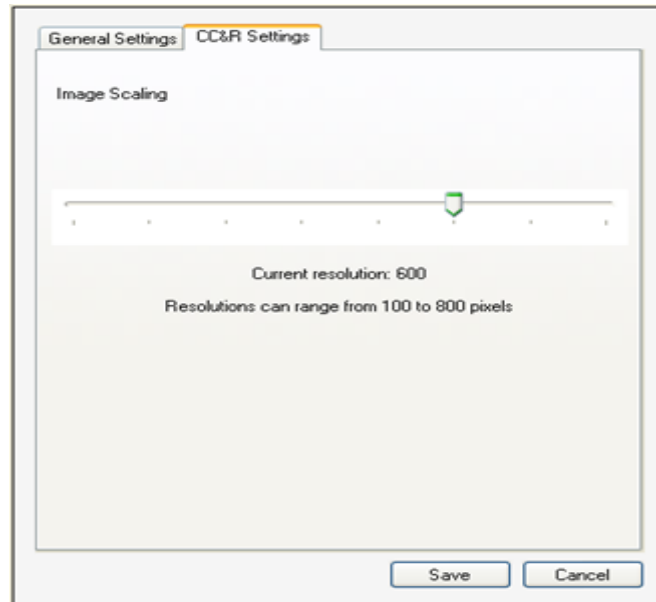 General Settings CC&R Settings
Image Scaling
Current resolution: 600
Resolutions can range from 100 to 800 pixels
Save Cancel